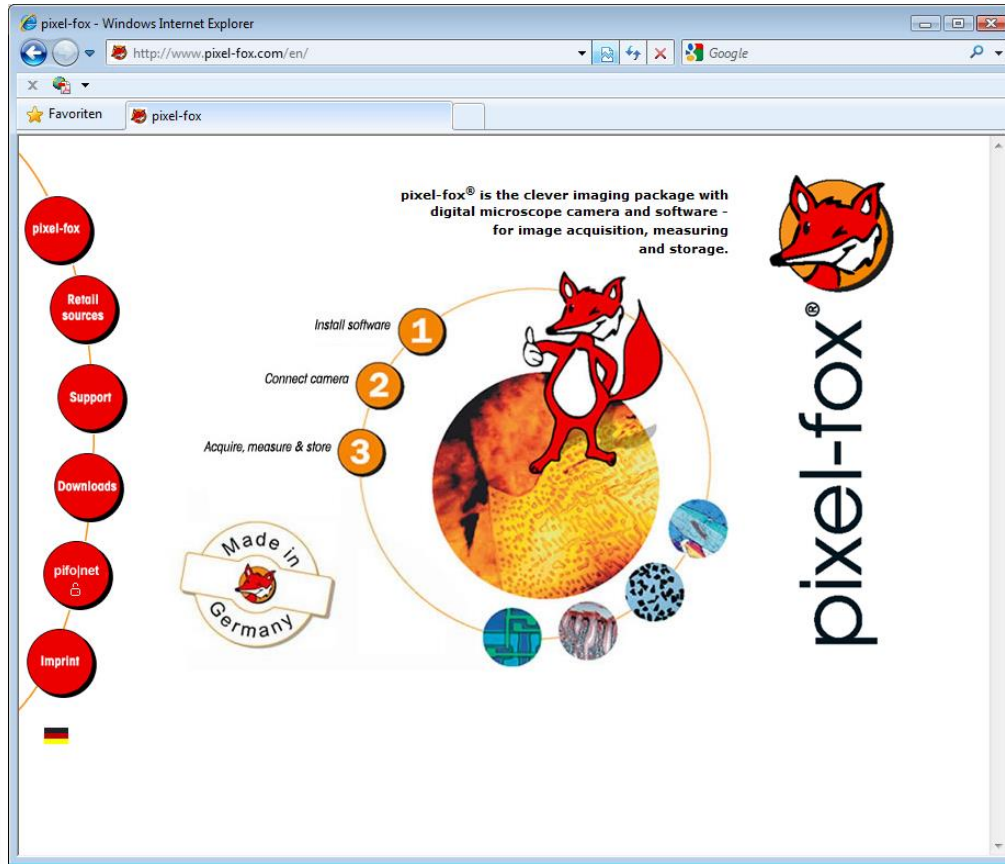 pixel-fox - Windows Internet Explorer
http://www.pixel-fox.com/en/
Google
Favoriten
pixel-fox
pixel-fox® is the clever imaging package with
digital microscope camera and software -
for image acquisition, measuring
and storage.
pixel-fox
Retail
sources
Support
Downloads
pifo|net
Imprint
Install software 1
Connect camera 2
Acquire, measure & store 3
Made in
Germany
pixel-fox®